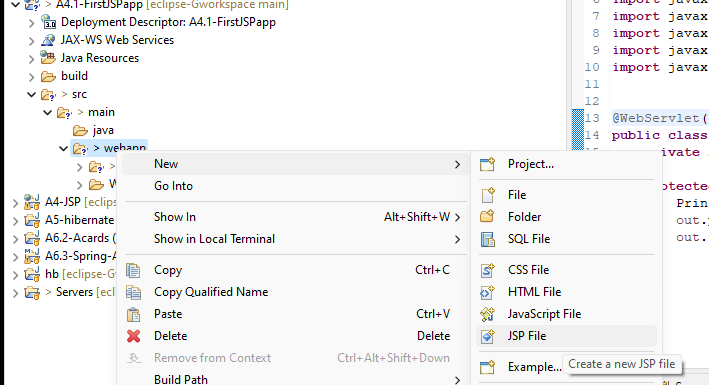 > A4.1-FirstJSPapp [eclipse-Gworkspace main]
Deployment Descriptor: A4.1-FirstJSPapp
JAX-WS Web Services
Java Resources
build
> src
> main
java
> webapp
>
W
A4-JSP [eclips
A5-hibernate
A6.2-Acards (
A6.3-Spring-A
hb [eclipse-G
> Servers [ecl
New
Go Into
Show In Alt+Shift+W >
Show in Local Terminal >
Copy Ctrl+C
Copy Qualified Name
Paste Ctrl+V
Delete Delete
Remove from Context Ctrl+Alt+Shift+Down
Build Path
Project...
File
Folder
SQL File
CSS File
HTML File
JavaScript File
JSP File
Example...
Create a new JSP file
7 import javax
8 import javax
9 import javax
10 import javax
11
12
13 @WebServlet(
14 public class
rivate
otected
Prin
out.p
out.